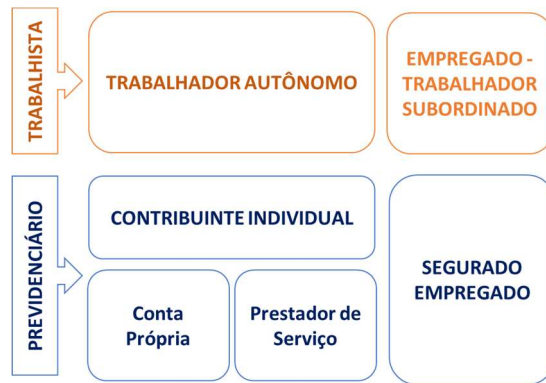 TRABALHISTA
TRABALHADOR AUTÔNOMO
EMPREGADO -
TRABALHADOR
SUBORDINADO
PREVIDENCIÁRIO
CONTRIBUINTE INDIVIDUAL
Conta
Própria
Prestador de
Serviço
SEGURADO
EMPREGADO